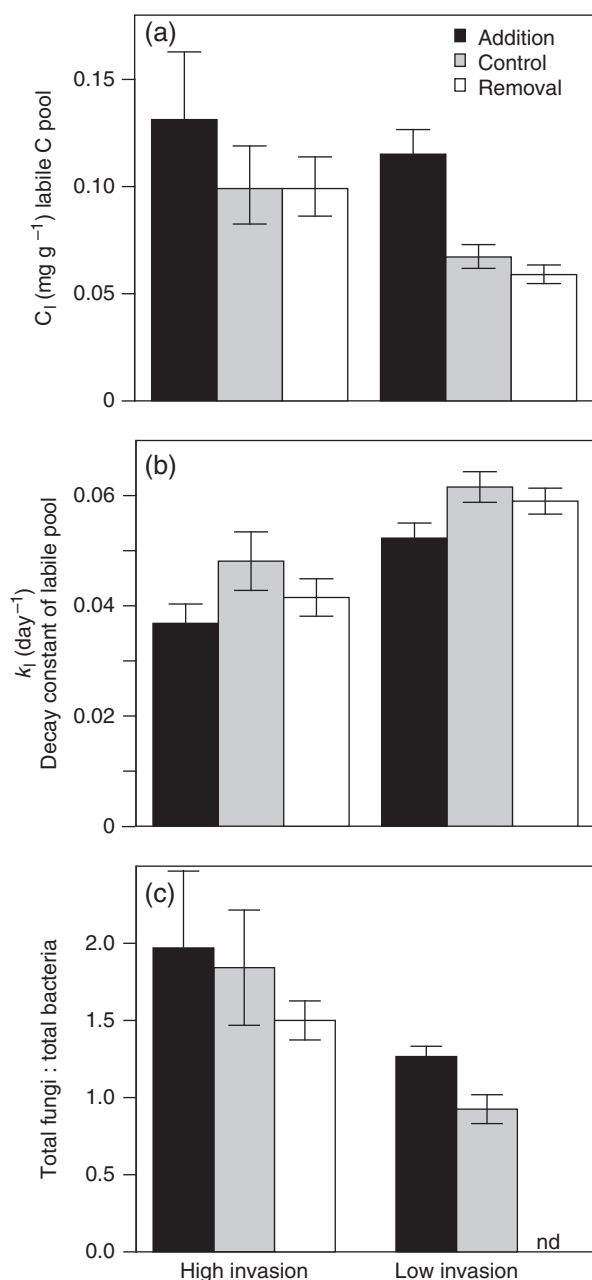 (a)
Addition
Control
Removal
0.15
0.10
0.05
0
C_l (mg g⁻¹) labile C pool
(b)
0.06
0.04
0.02
0
k_l (day⁻¹)
Decay constant of labile pool
(c)
2.0
1.5
1.0
0.5
0.0
Total fungi : total bacteria
nd
High invasion
Low invasion